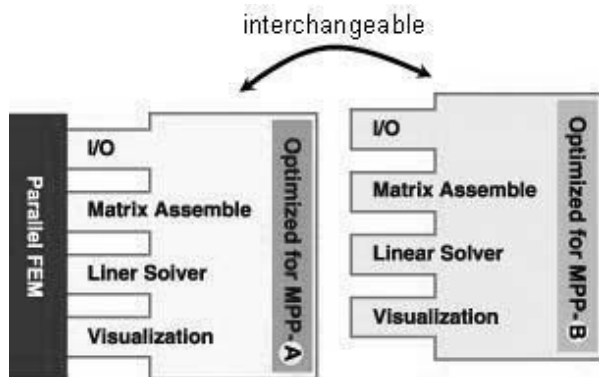 interchangeable
Parallel FEM
I/O
Matrix Assemble
Liner Solver
Visualization
Optimized for MPP-A
I/O
Matrix Assemble
Linear Solver
Visualization
Optimized for MPP-B